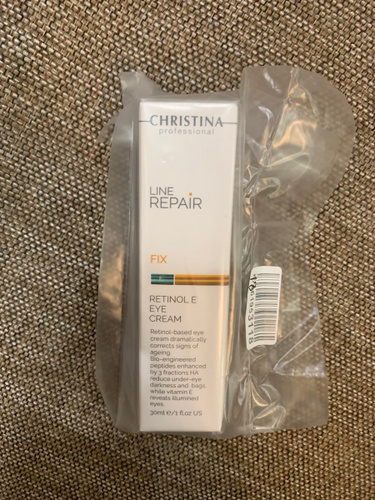 CHRISTINA
professional
LINE
REPAIR
FIX
RETINOL E
EYE
CREAM
Retinol-based eye
cream dramatically
corrects signs of
ageing.
Bio-engineered
peptides enhanced
by 3 fractions HA
reduce under-eye
darkness and bags,
while vitamin E
reveals illumined
eyes.
30ml ℮/1 fl.oz US